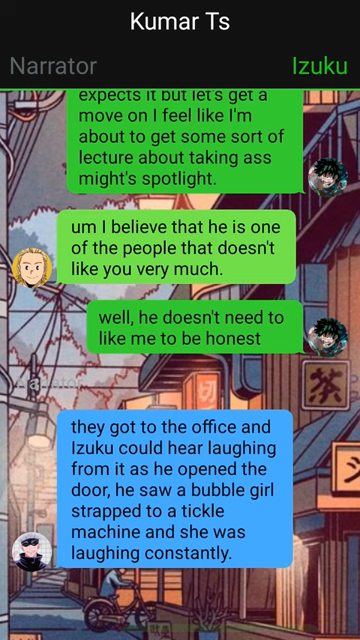 Kumar Ts
Narrator Izuku
expects it but let's get a
move on I feel like I'm
about to get some sort of
lecture about taking ass
might's spotlight.
um I believe that he is one
of the people that doesn't
like you very much.
well, he doesn't need to
like me to be honest
Narrator
they got to the office and
Izuku could hear laughing
from it as he opened the
door, he saw a bubble girl
strapped to a tickle
machine and she was
laughing constantly.
切